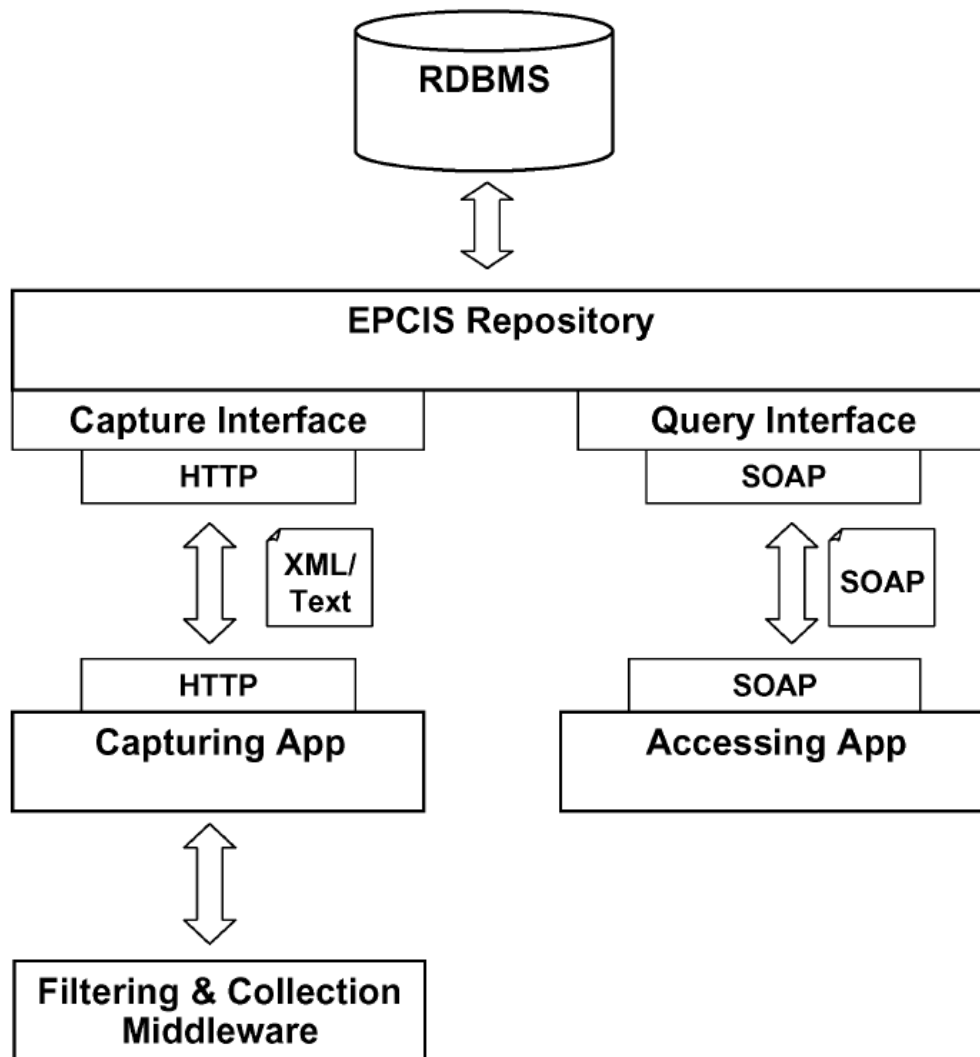 RDBMS
EPCIS Repository
Capture Interface
Query Interface
HTTP
SOAP
XML/
Text
SOAP
HTTP
SOAP
Capturing App
Accessing App
Filtering & Collection
Middleware